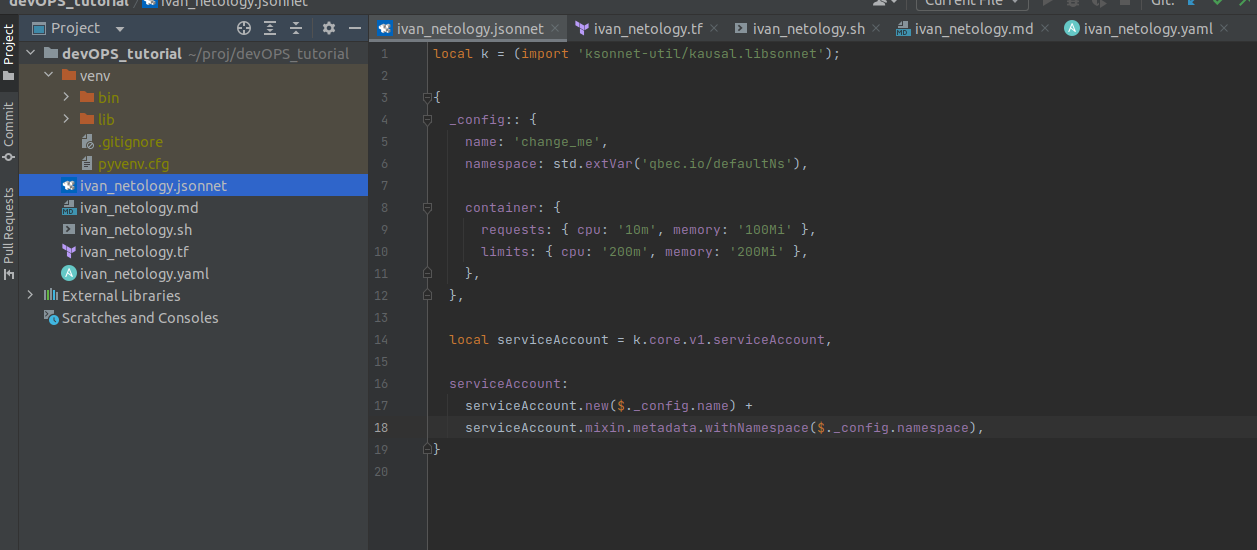 devOPS_tutorial / ivan_netology.jsonnet Current File Git:
Project
ivan_netology.jsonnet ivan_netology.tf ivan_netology.sh ivan_netology.md ivan_netology.yaml
Project
Commit
Pull Requests
devOPS_tutorial ~/proj/devOPS_tutorial
venv
bin
lib
.gitignore
pyvenv.cfg
ivan_netology.jsonnet
ivan_netology.md
ivan_netology.sh
ivan_netology.tf
ivan_netology.yaml
External Libraries
Scratches and Consoles
1 local k = (import 'ksonnet-util/kausal.libsonnet');
2
3 {
4 _config:: {
5 name: 'change_me',
6 namespace: std.extVar('qbec.io/defaultNs'),
7
8 container: {
9 requests: { cpu: '10m', memory: '100Mi' },
10 limits: { cpu: '200m', memory: '200Mi' },
11 },
12 },
13
14 local serviceAccount = k.core.v1.serviceAccount,
15
16 serviceAccount:
17 serviceAccount.new($._config.name) +
18 serviceAccount.mixin.metadata.withNamespace($._config.namespace),
19 }
20